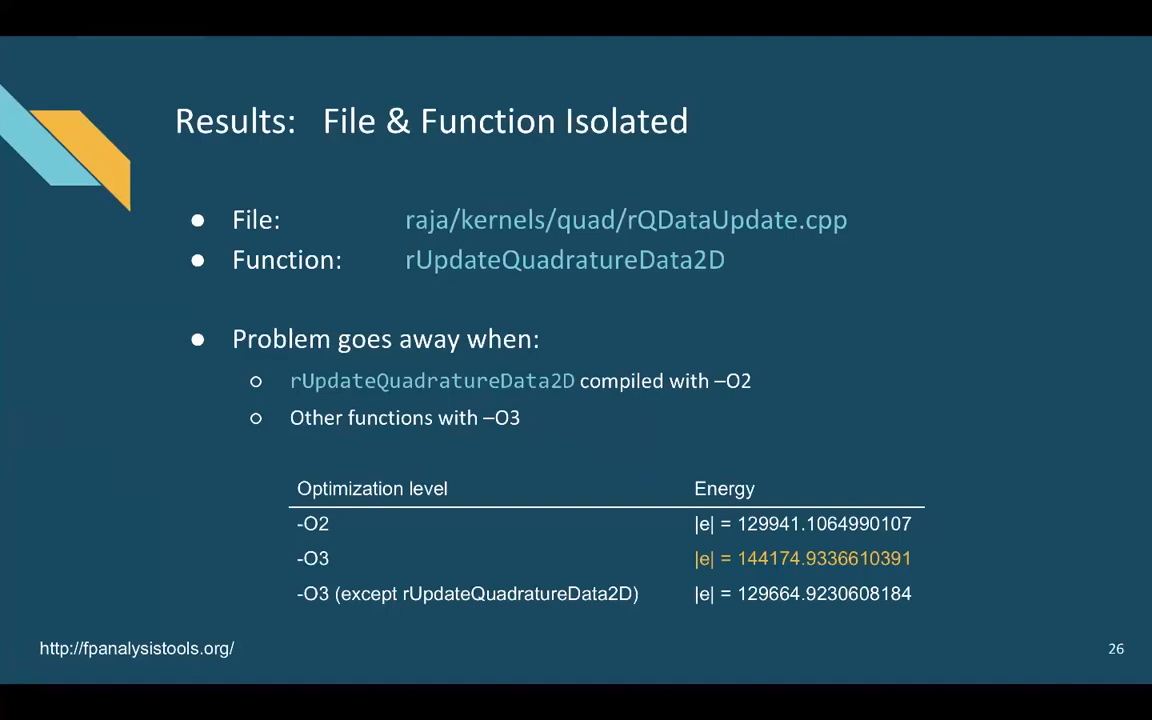 Results: File & Function Isolated
● File: raja/kernels/quad/rQDataUpdate.cpp
● Function: rUpdateQuadratureData2D
● Problem goes away when:
○ rUpdateQuadratureData2D compiled with –O2
○ Other functions with –O3
Optimization level Energy
-O2 |e| = 129941.1064990107
-O3 |e| = 144174.9336610391
-O3 (except rUpdateQuadratureData2D) |e| = 129664.9230608184
http://fpanalysistools.org/ 26